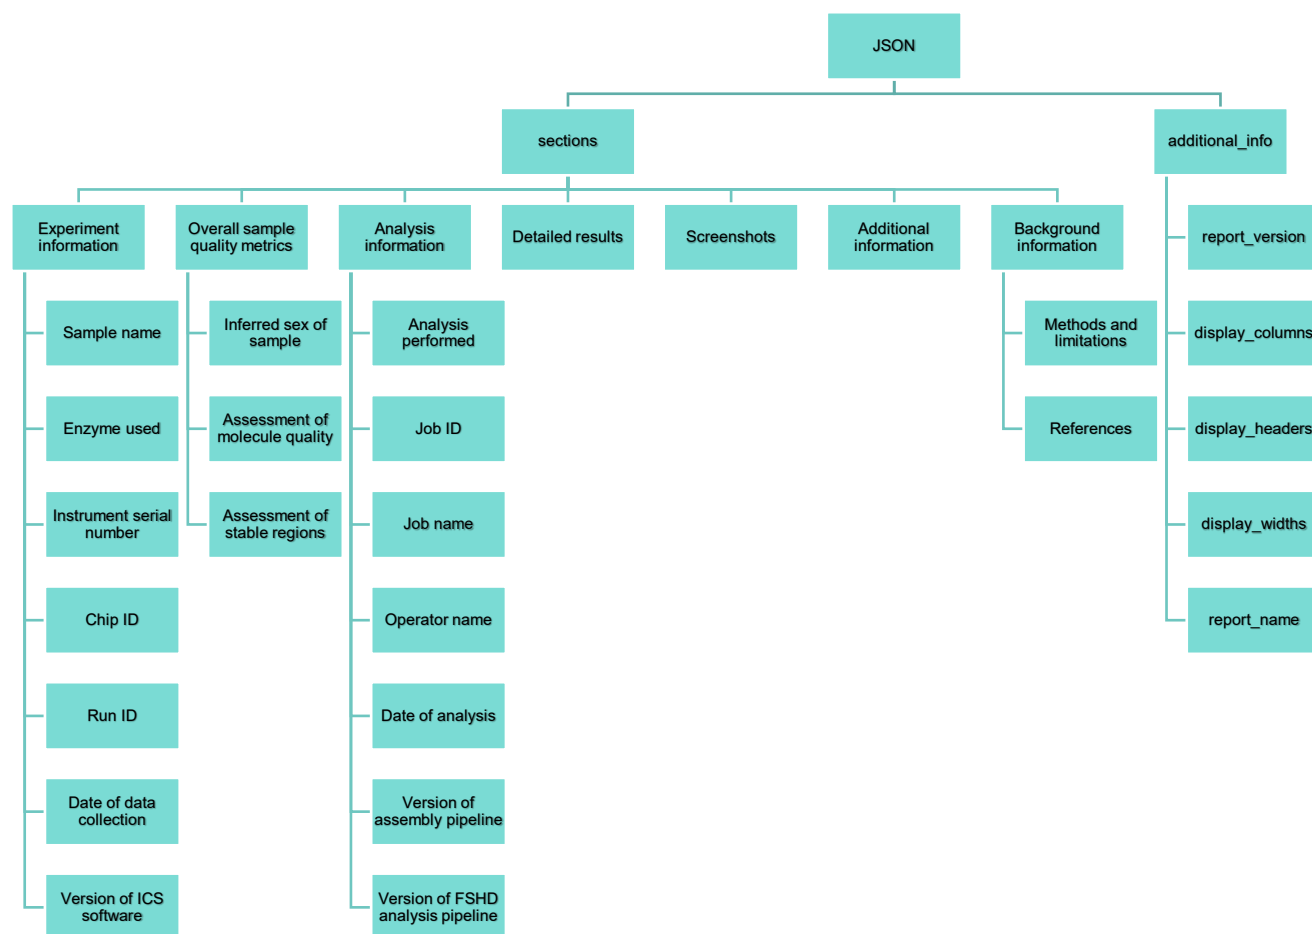 JSON
sections
additional_info
Experiment
information
Overall sample
quality metrics
Analysis
information
Detailed results
Screenshots
Additional
information
Background
information
report_version
Sample name
Inferred sex of
sample
Analysis
performed
Methods and
limitations
display_columns
Enzyme used
Assessment of
molecule quality
Job ID
References
display_headers
Instrument serial
number
Assessment of
stable regions
Job name
display_widths
Chip ID
Operator name
report_name
Run ID
Date of analysis
Date of data
collection
Version of
assembly pipeline
Version of ICS
software
Version of FSHD
analysis pipeline